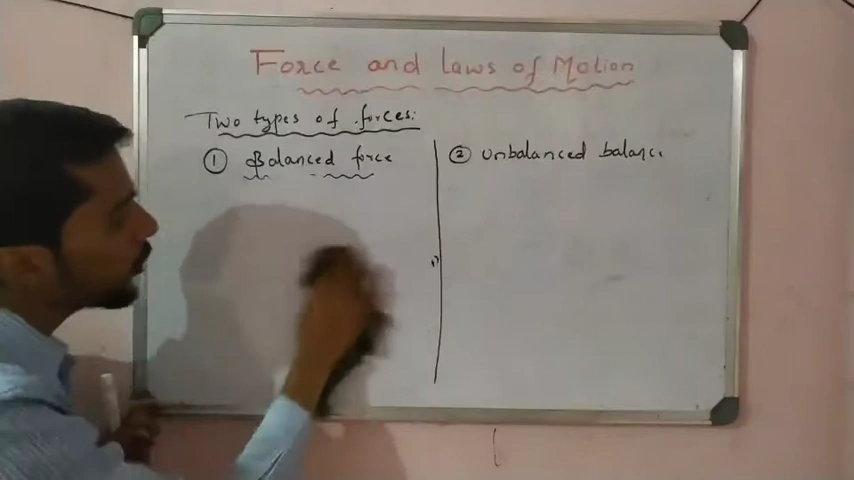 Force and Laws of Motion
Two types of forces:
① Balanced force
② unbalanced balanc